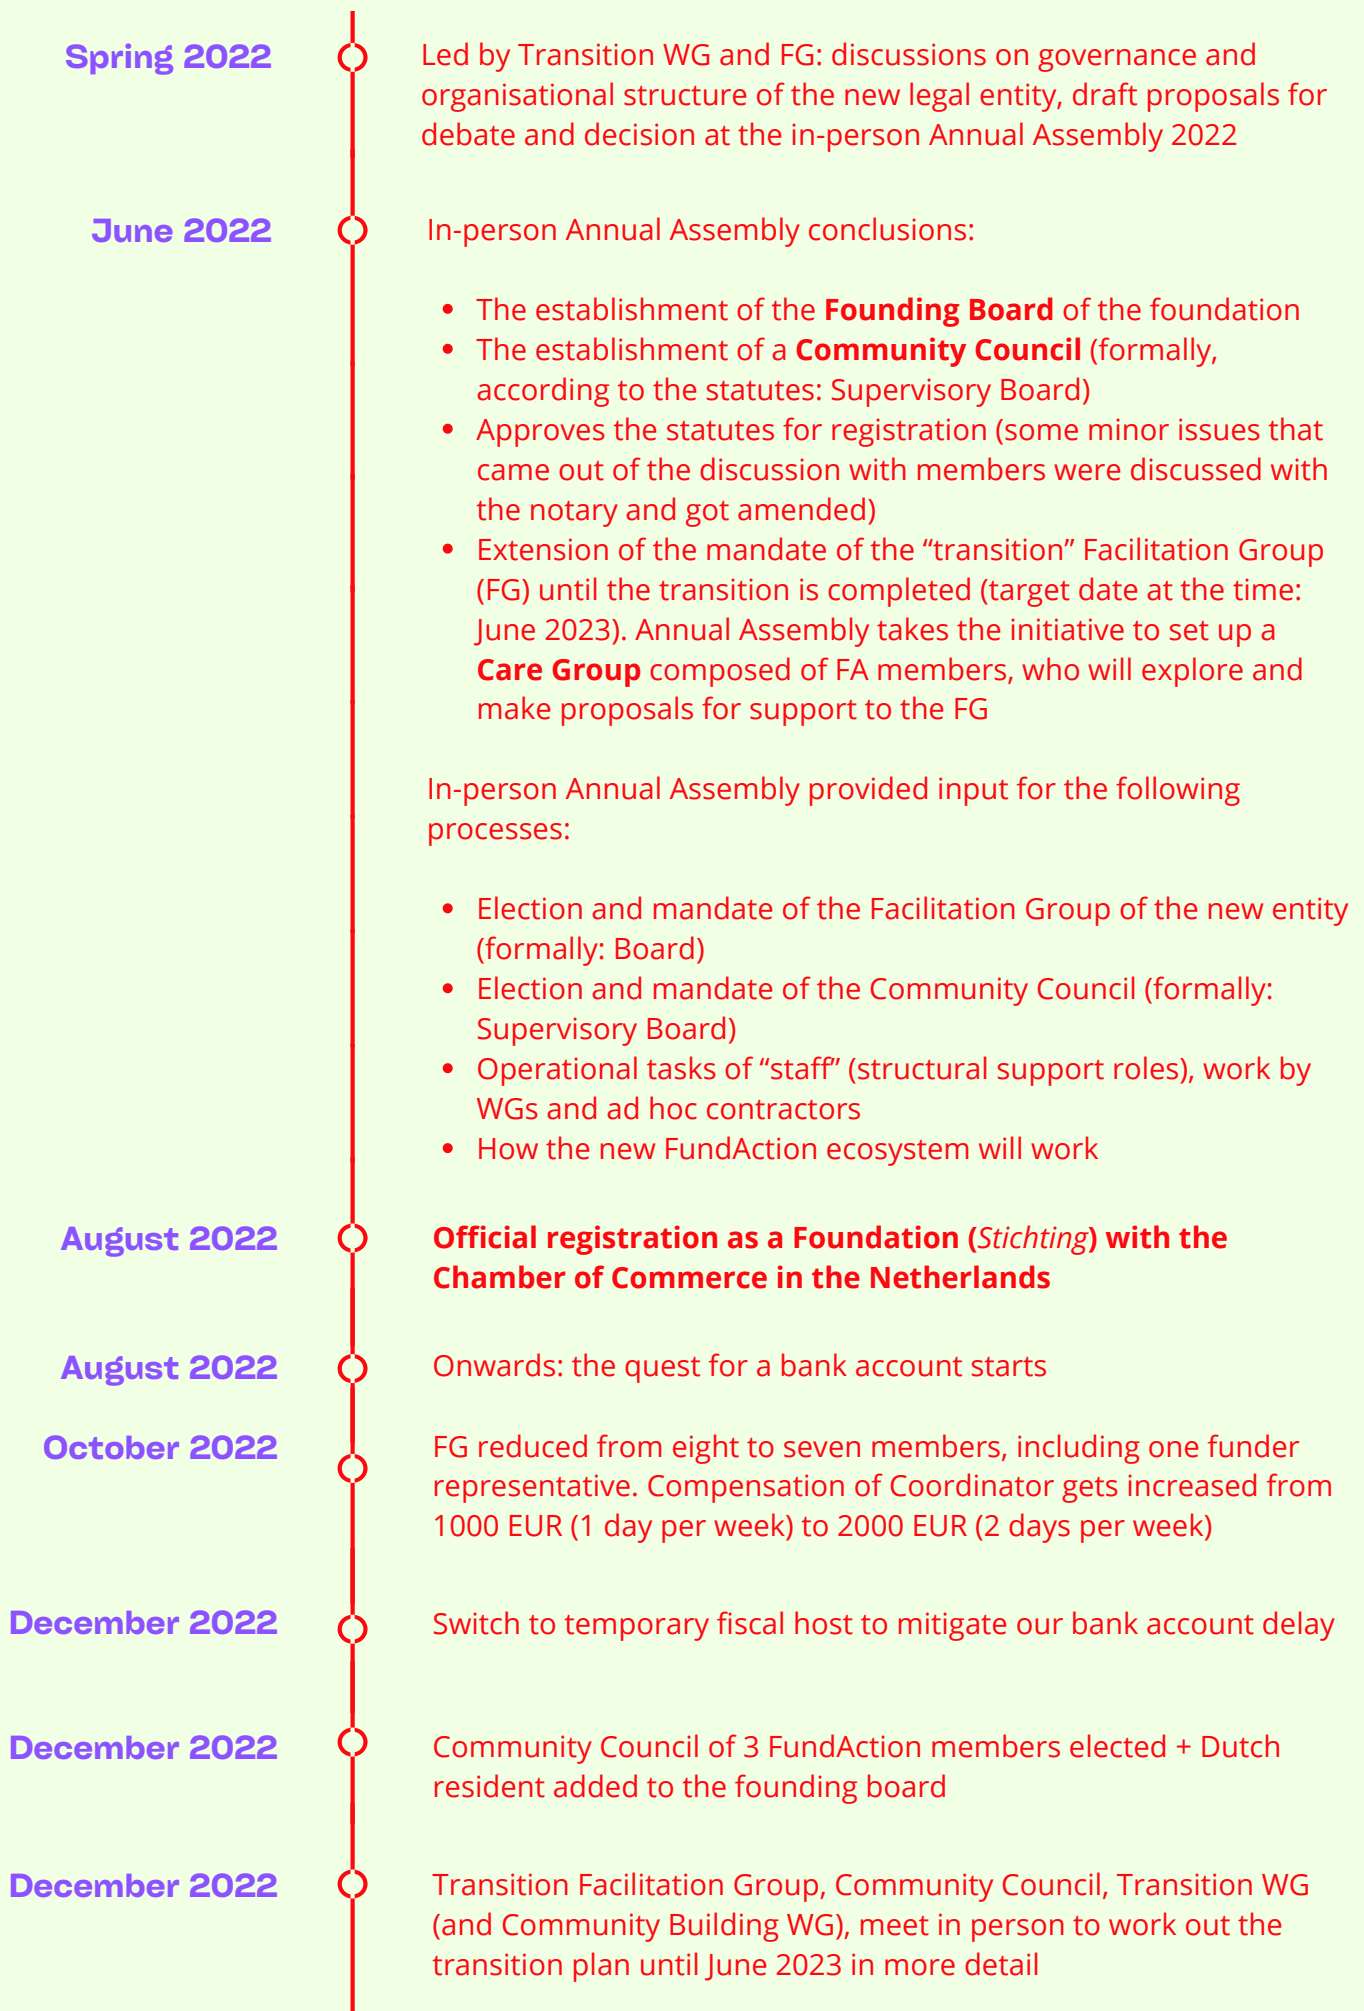 Spring 2022
Led by Transition WG and FG: discussions on governance and
organisational structure of the new legal entity, draft proposals for
debate and decision at the in-person Annual Assembly 2022
June 2022
In-person Annual Assembly conclusions:
• The establishment of the Founding Board of the foundation
• The establishment of a Community Council (formally,
according to the statutes: Supervisory Board)
• Approves the statutes for registration (some minor issues that
came out of the discussion with members were discussed with
the notary and got amended)
• Extension of the mandate of the “transition” Facilitation Group
(FG) until the transition is completed (target date at the time:
June 2023). Annual Assembly takes the initiative to set up a
Care Group composed of FA members, who will explore and
make proposals for support to the FG
In-person Annual Assembly provided input for the following
processes:
• Election and mandate of the Facilitation Group of the new entity
(formally: Board)
• Election and mandate of the Community Council (formally:
Supervisory Board)
• Operational tasks of “staff” (structural support roles), work by
WGs and ad hoc contractors
• How the new FundAction ecosystem will work
August 2022
Official registration as a Foundation (Stichting) with the
Chamber of Commerce in the Netherlands
August 2022
Onwards: the quest for a bank account starts
October 2022
FG reduced from eight to seven members, including one funder
representative. Compensation of Coordinator gets increased from
1000 EUR (1 day per week) to 2000 EUR (2 days per week)
December 2022
Switch to temporary fiscal host to mitigate our bank account delay
December 2022
Community Council of 3 FundAction members elected + Dutch
resident added to the founding board
December 2022
Transition Facilitation Group, Community Council, Transition WG
(and Community Building WG), meet in person to work out the
transition plan until June 2023 in more detail